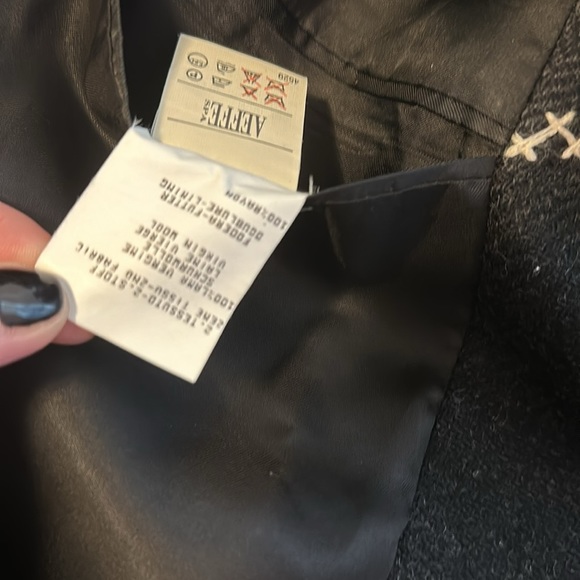 2.TESSUTO-2.STOFF
2EME TISSU-2ND FABRIC
100%LANA VERGINE
SCHURWOLLE
LAINE VIERGE
VIRGIN WOOL
FODERA-FUTTER
DOUBLURE-LINING
100%RAYON
AEFFE
SPA